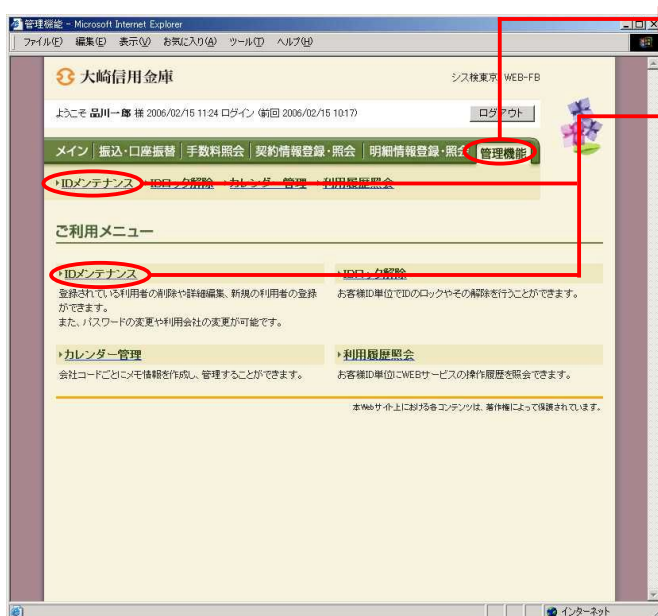 管理機能 - Microsoft Internet Explorer
ファイル(F) 編集(E) 表示(V) お気に入り(A) ツール(T) ヘルプ(H)
大崎信用金庫
シス検東京 WEB-FB
ようこそ 品川一郎 様 2006/02/15 11:24 ログイン (前回 2006/02/15 10:17)
ログアウト
メイン 振込・口座振替 手数料照会 契約情報登録・照会 明細情報登録・照会 管理機能
IDメンテナンス IDロック解除 カレンダー管理 利用履歴照会
ご利用メニュー
IDメンテナンス
登録されている利用者の削除や詳細編集、新規の利用者の登録
ができます。
また、パスワードの変更や利用会社の変更が可能です。
IDロック解除
お客様ID単位でIDのロックやその解除を行うことができます。
カレンダー管理
会社コードごとにメモ情報を作成し、管理することができます。
利用履歴照会
お客様ID単位にWEBサービスの操作履歴を照会できます。
本Webサイト上における各コンテンツは、著作権によって保護されています。
インターネット